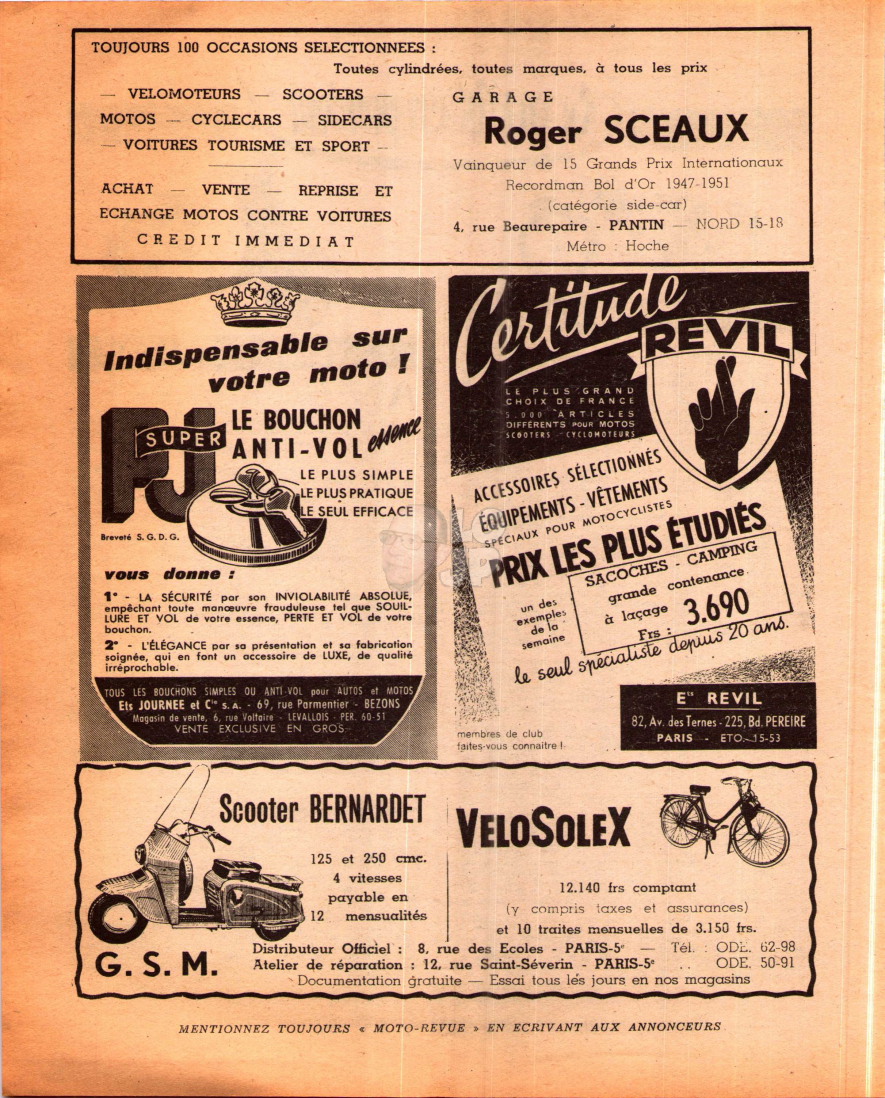 TOUJOURS 100 OCCASIONS SELECTIONNEES :
Toutes cylindrées, toutes marques, à tous les prix
— VELOMOTEURS — SCOOTERS —
MOTOS — CYCLECARS — SIDECARS
— VOITURES TOURISME ET SPORT —
ACHAT — VENTE — REPRISE ET
ECHANGE MOTOS CONTRE VOITURES
CREDIT IMMEDIAT
GARAGE
Roger SCEAUX
Vainqueur de 15 Grands Prix Internationaux
Recordman Bol d'Or 1947-1951
(catégorie side-car)
4, rue Beaurepaire - PANTIN — NORD 15-18
Métro : Hoche
Indispensable sur
votre moto !
PJ
SUPER
LE BOUCHON
ANTI-VOL essence
LE PLUS SIMPLE
LE PLUS PRATIQUE
LE SEUL EFFICACE
Breveté S. G. D. G.
vous donne :
1° - LA SÉCURITÉ par son INVIOLABILITÉ ABSOLUE,
empêchant toute manœuvre frauduleuse tel que SOUIL-
LURE ET VOL de votre essence, PERTE ET VOL de votre
bouchon.
2° - L'ÉLÉGANCE par sa présentation et sa fabrication
soignée, qui en font un accessoire de LUXE, de qualité
irréprochable.
TOUS LES BOUCHONS SIMPLES OU ANTI-VOL pour AUTOS et MOTOS
Ets JOURNEE et Cie S. A. - 69, rue Parmentier - BEZONS
Magasin de vente, 6, rue Voltaire - LEVALLOIS - PER. 60-51
VENTE EXCLUSIVE EN GROS
Certitude
REVIL
LE PLUS GRAND
CHOIX DE FRANCE
5.000 ARTICLES
DIFFÉRENTS POUR MOTOS
SCOOTERS - CYCLOMOTEURS
ACCESSOIRES SÉLECTIONNÉS
ÉQUIPEMENTS - VÊTEMENTS
SPÉCIAUX POUR MOTOCYCLISTES
PRIX LES PLUS ÉTUDIÉS
un des
exemples
de la
semaine
SACOCHES - CAMPING
grande contenance
à laçage
Frs : 3.690
le seul spécialiste depuis 20 ans.
Ets REVIL
82, Av. des Ternes - 225, Bd. PEREIRE
PARIS - ETO. 15-53
membres de club
faites-vous connaitre !
Scooter BERNARDET
125 et 250 cmc.
4 vitesses
payable en
12 mensualités
VELOSOLEX
12.140 frs comptant
(y compris taxes et assurances)
et 10 traites mensuelles de 3.150 frs.
G. S. M.
Distributeur Officiel : 8, rue des Ecoles - PARIS-5e — Tél. : ODE. 62-98
Atelier de réparation : 12, rue Saint-Séverin - PARIS-5e .. ODE. 50-91
Documentation gratuite — Essai tous les jours en nos magasins
MENTIONNEZ TOUJOURS « MOTO-REVUE » EN ECRIVANT AUX ANNONCEURS